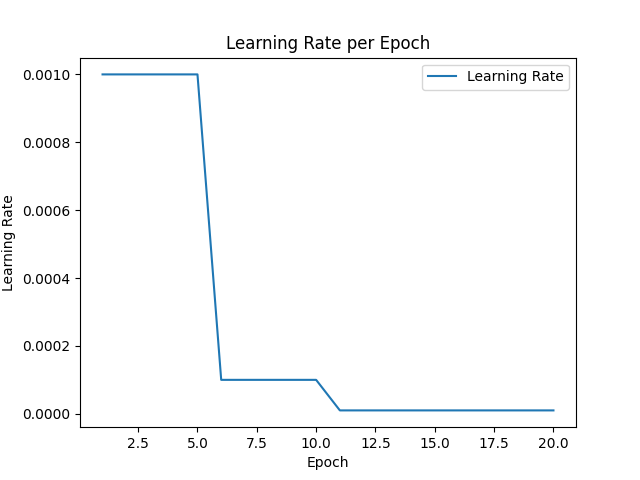 Learning Rate per Epoch
Learning Rate
0.0010
0.0008
0.0006
0.0004
0.0002
0.0000
Learning Rate
2.5 5.0 7.5 10.0 12.5 15.0 17.5 20.0
Epoch